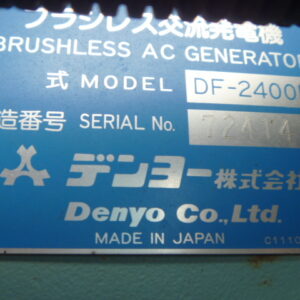 ブラシレス交流発電機
BRUSHLESS AC GENERATOR
式 MODEL DF-2400
造番号 SERIAL No.
デンヨー株式会
Denyo Co.,Ltd.
MADE IN JAPAN